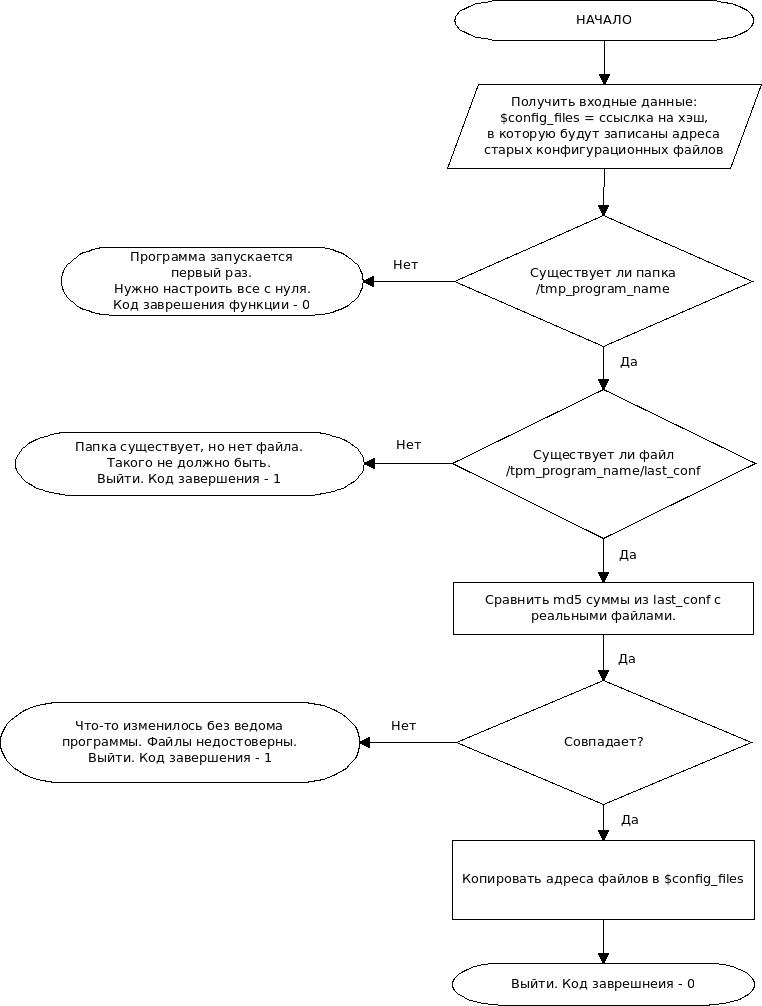 НАЧАЛО
Получить входные данные:
$config_files = ссыслка на хэш,
в которую будут записаны адреса
старых конфигурационных файлов
Существует ли папка
/tmp_program_name
Нет
Программа запускается
первый раз.
Нужно настроить все с нуля.
Код заврешения функции - 0
Да
Существует ли файл
/tpm_program_name/last_conf
Нет
Папка существует, но нет файла.
Такого не должно быть.
Выйти. Код завершения - 1
Да
Сравнить md5 суммы из last_conf с
реальными файлами.
Да
Совпадает?
Нет
Что-то изменилось без ведома
программы. Файлы недостоверны.
Выйти. Код завершения - 1
Да
Копировать адреса файлов в $config_files
Выйти. Код заврешнеия - 0